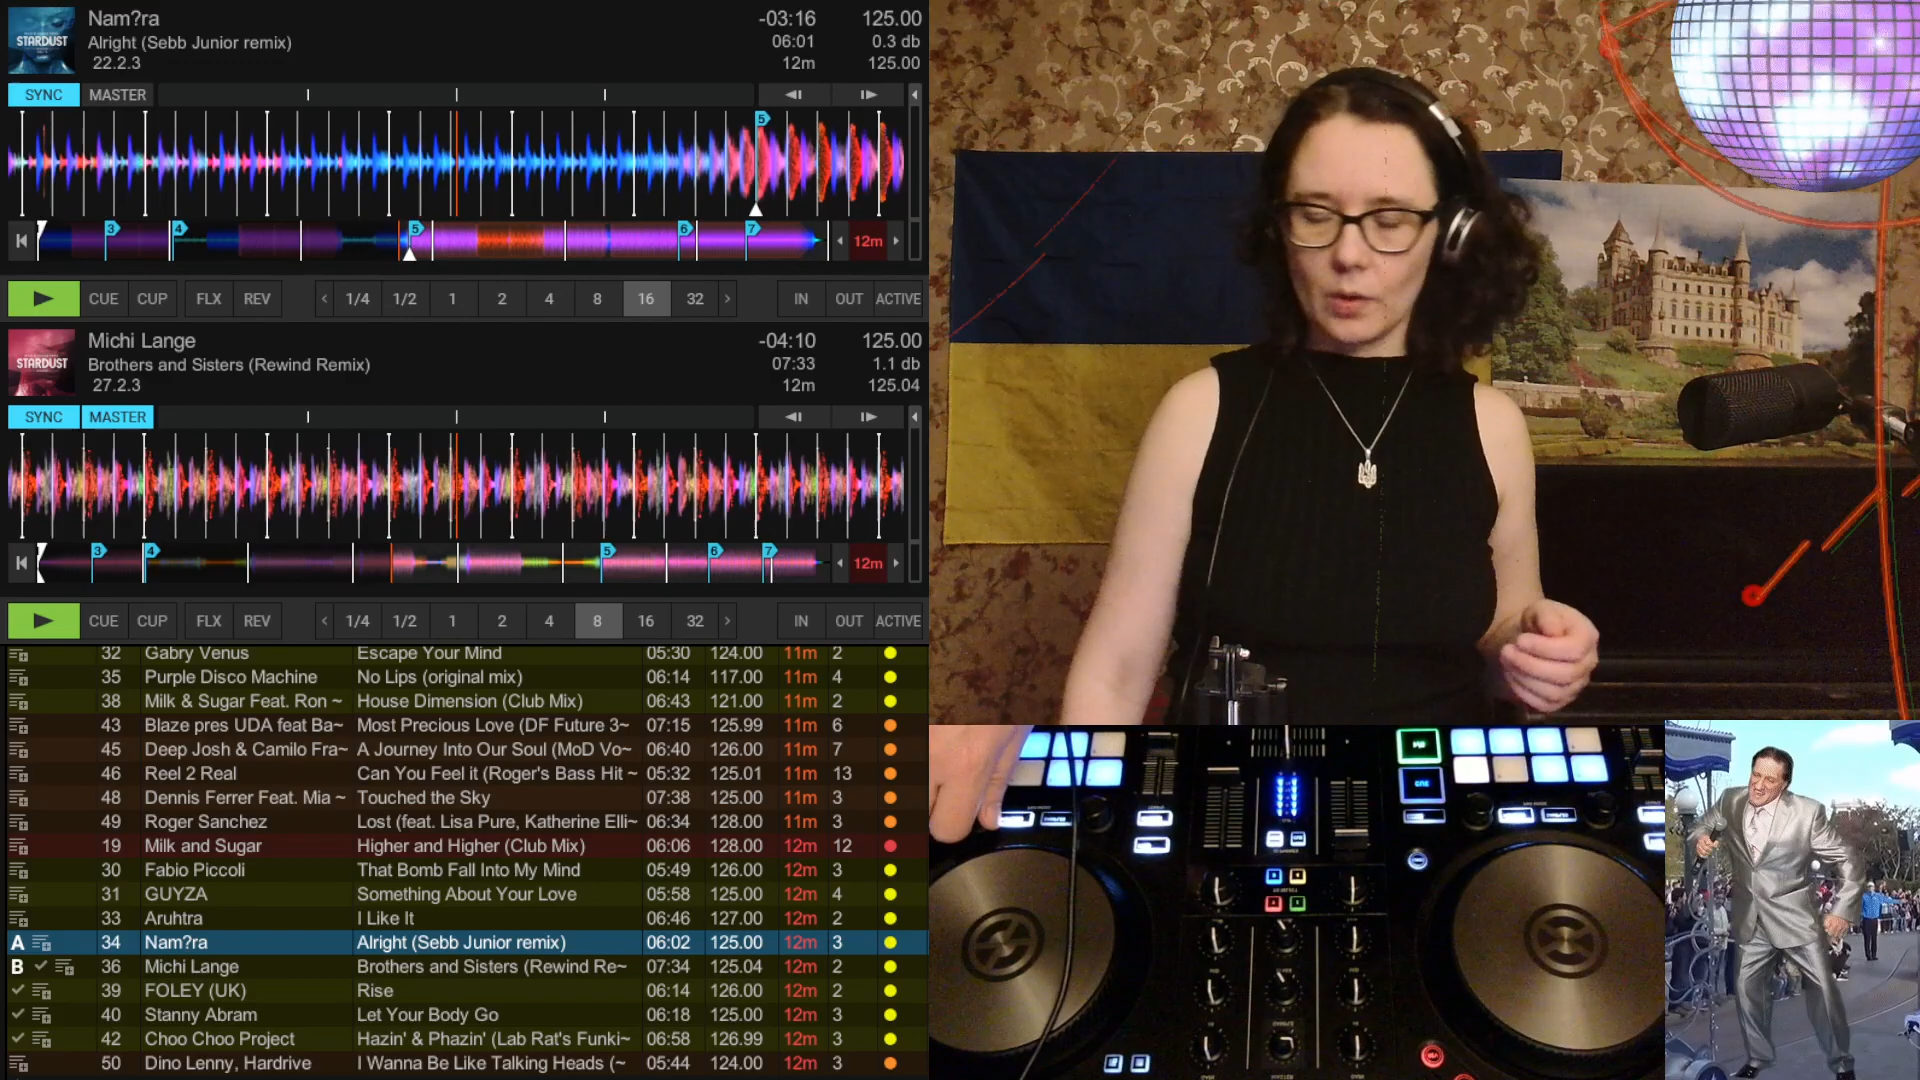 Nam?ra -03:16 125.00
Alright (Sebb Junior remix) 06:01 0.3 db
22.2.3 12m 125.00
STARDUST
SYNC MASTER
5
3 4 5 6 7 12m
CUE CUP FLX REV 1/4 1/2 1 2 4 8 16 32 IN OUT ACTIVE
Michi Lange -04:10 125.00
Brothers and Sisters (Rewind Remix) 07:33 1.1 db
27.2.3 12m 125.04
STARDUST
SYNC MASTER
3 4 5 6 7 12m
CUE CUP FLX REV 1/4 1/2 1 2 4 8 16 32 IN OUT ACTIVE
32 Gabry Venus Escape Your Mind 05:30 124.00 11m 2
35 Purple Disco Machine No Lips (original mix) 06:14 117.00 11m 4
38 Milk & Sugar Feat. Ron ~ House Dimension (Club Mix) 06:43 121.00 11m 2
43 Blaze pres UDA feat Ba~ Most Precious Love (DF Future 3~ 07:15 125.99 11m 6
45 Deep Josh & Camilo Fra~ A Journey Into Our Soul (MoD Vo~ 06:40 126.00 11m 7
46 Reel 2 Real Can You Feel it (Roger's Bass Hit ~ 05:32 125.01 11m 13
48 Dennis Ferrer Feat. Mia ~ Touched the Sky 07:38 125.00 11m 3
49 Roger Sanchez Lost (feat. Lisa Pure, Katherine Elli~ 06:34 128.00 11m 3
19 Milk and Sugar Higher and Higher (Club Mix) 06:06 128.00 12m 12
30 Fabio Piccoli That Bomb Fall Into My Mind 05:49 126.00 12m 3
31 GUYZA Something About Your Love 05:58 125.00 12m 4
33 Aruhtra I Like It 06:46 127.00 12m 2
A 34 Nam?ra Alright (Sebb Junior remix) 06:02 125.00 12m 3
B 36 Michi Lange Brothers and Sisters (Rewind Re~ 07:34 125.04 12m 2
39 FOLEY (UK) Rise 06:14 126.00 12m 2
40 Stanny Abram Let Your Body Go 06:18 125.00 12m 3
42 Choo Choo Project Hazin' & Phazin' (Lab Rat's Funki~ 06:58 126.99 12m 3
50 Dino Lenny, Hardrive I Wanna Be Like Talking Heads (~ 05:44 124.00 12m 3